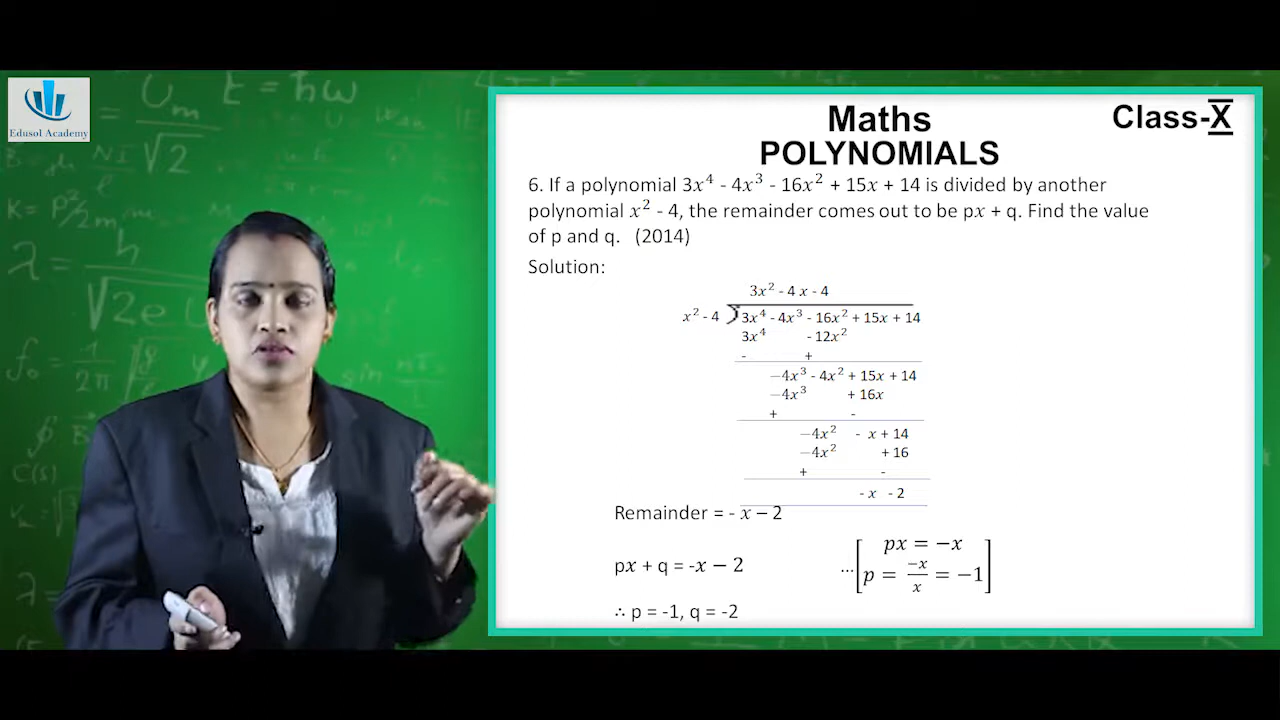 Edusol Academy
U_m E = ħω
Maths
Class-X
POLYNOMIALS
6. If a polynomial 3x⁴ - 4x³ - 16x² + 15x + 14 is divided by another
polynomial x² - 4, the remainder comes out to be px + q. Find the value
of p and q. (2014)
Solution:
3x² - 4 x - 4
x² - 4 ) 3x⁴ - 4x³ - 16x² + 15x + 14
3x⁴ - 12x²
- +
−4x³ - 4x² + 15x + 14
−4x³ + 16x
+ -
−4x² - x + 14
−4x² + 16
+ -
- x - 2
Remainder = - x − 2
px + q = -x − 2 ...[px = −x
p = −x/x = −1]
∴ p = -1, q = -2